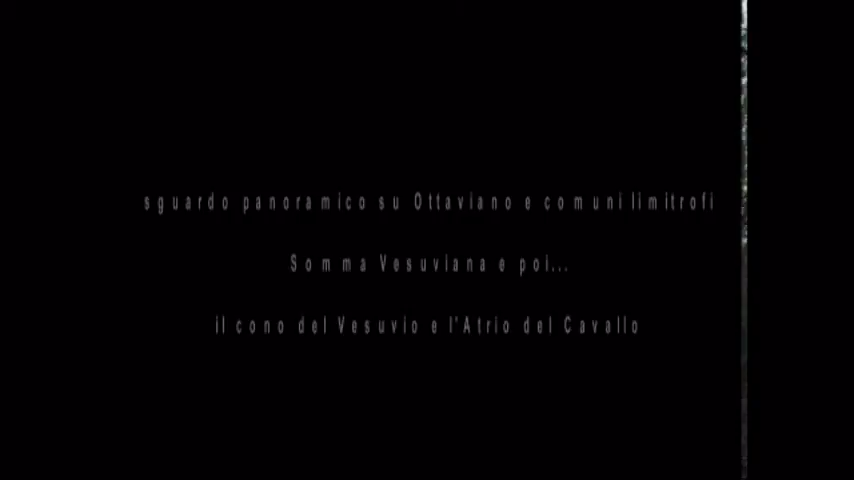 sguardo panoramico su Ottaviano e comuni limitrofi
Somma Vesuviana e poi...
il cono del Vesuvio e l'Atrio del Cavallo